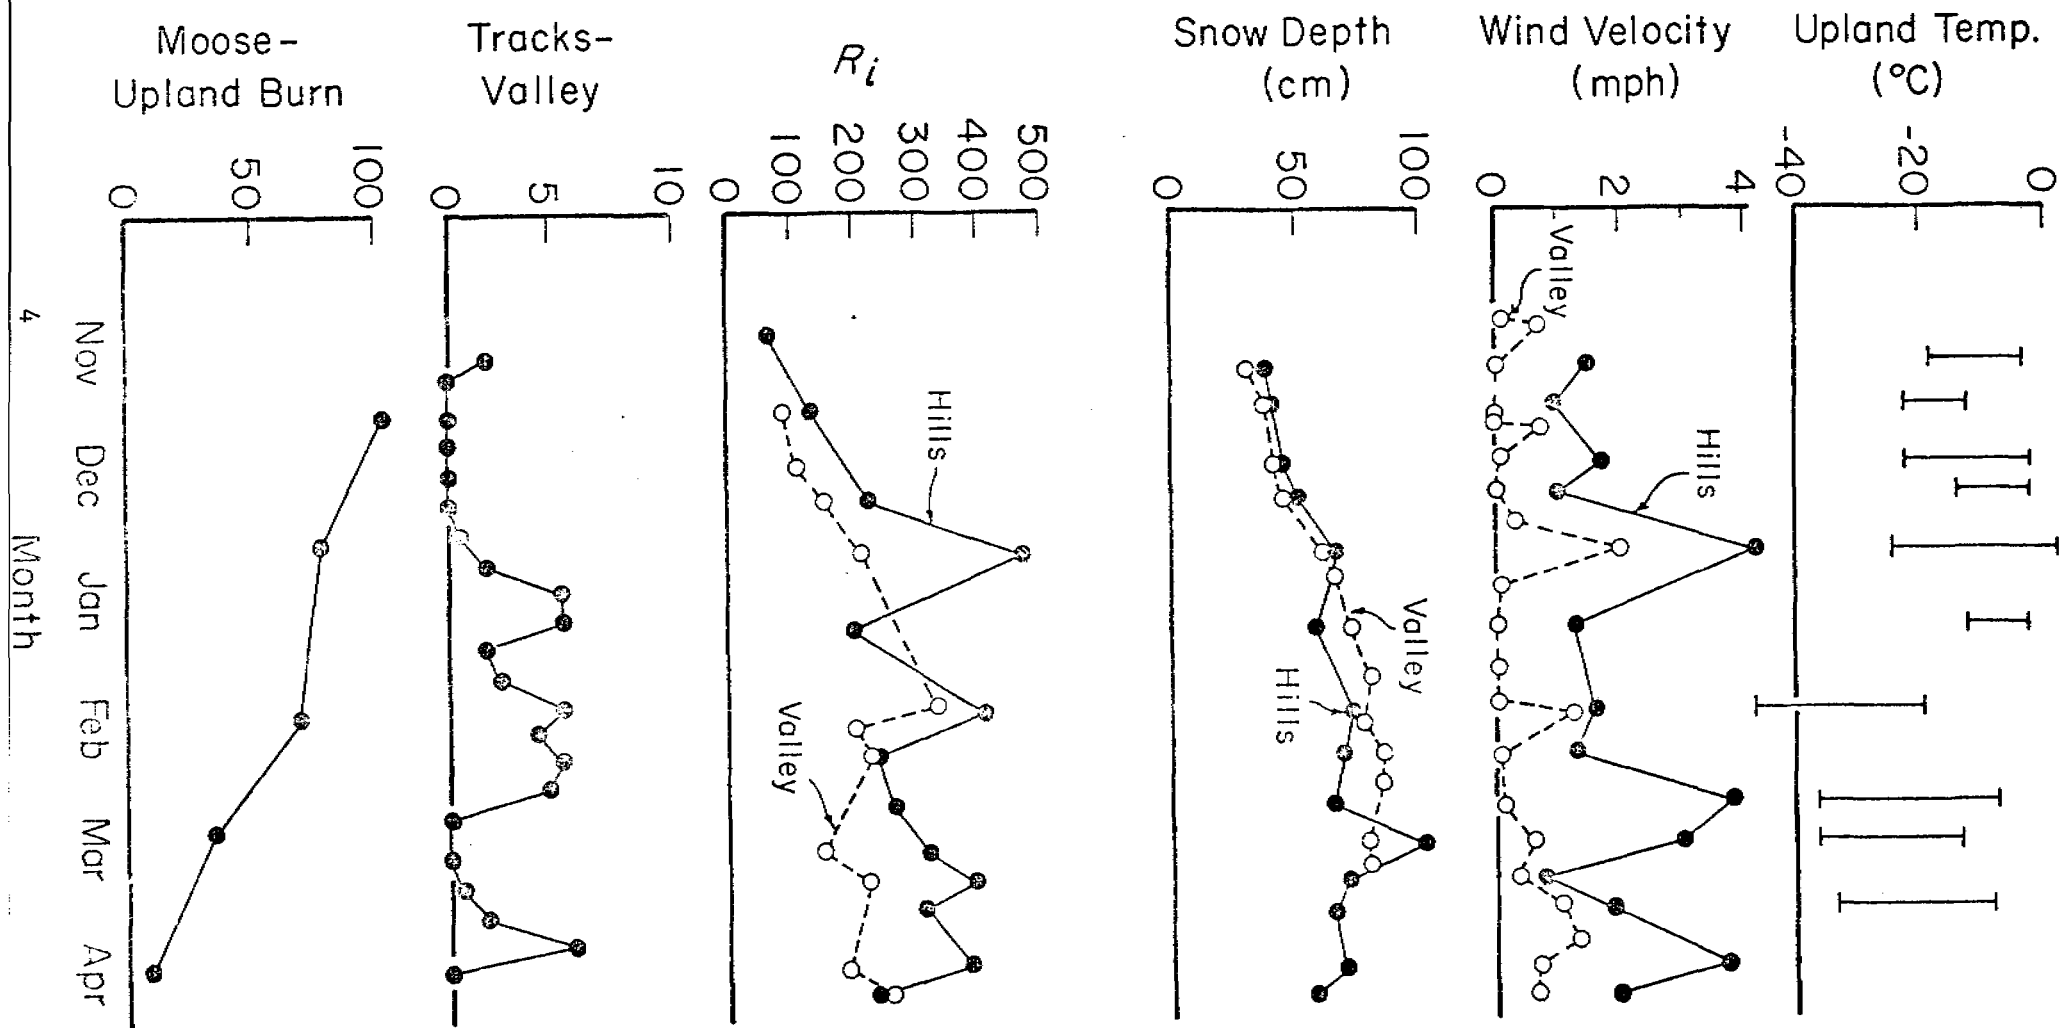 Moose-
Upland Burn
Tracks-
Valley
Ri
Snow Depth
(cm)
Wind Velocity
(mph)
Upland Temp.
(°C)
0
50
100
0
5
10
0
100
200
300
400
500
0
50
100
0
2
4
-40
-20
0
Valley
Hills
Hills
Valley
Hills
Valley
Nov
Dec
Jan
Feb
Mar
Apr
Month
4